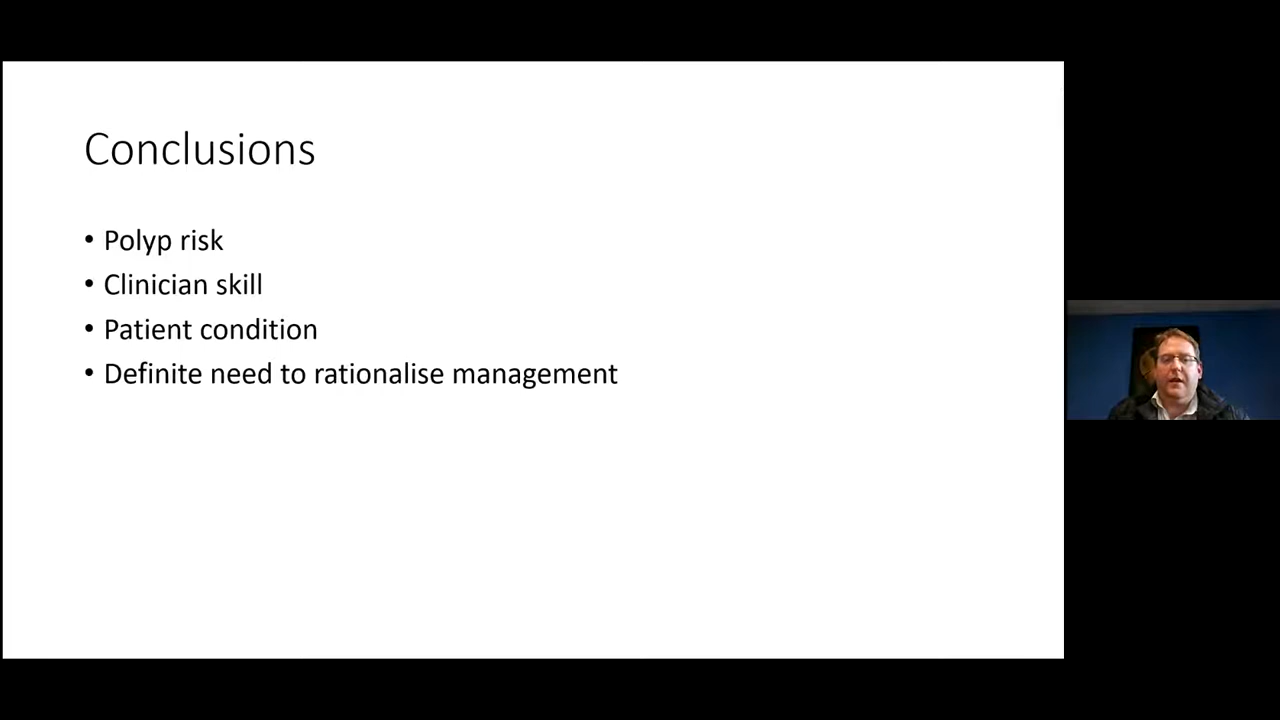 Conclusions
• Polyp risk
• Clinician skill
• Patient condition
• Definite need to rationalise management